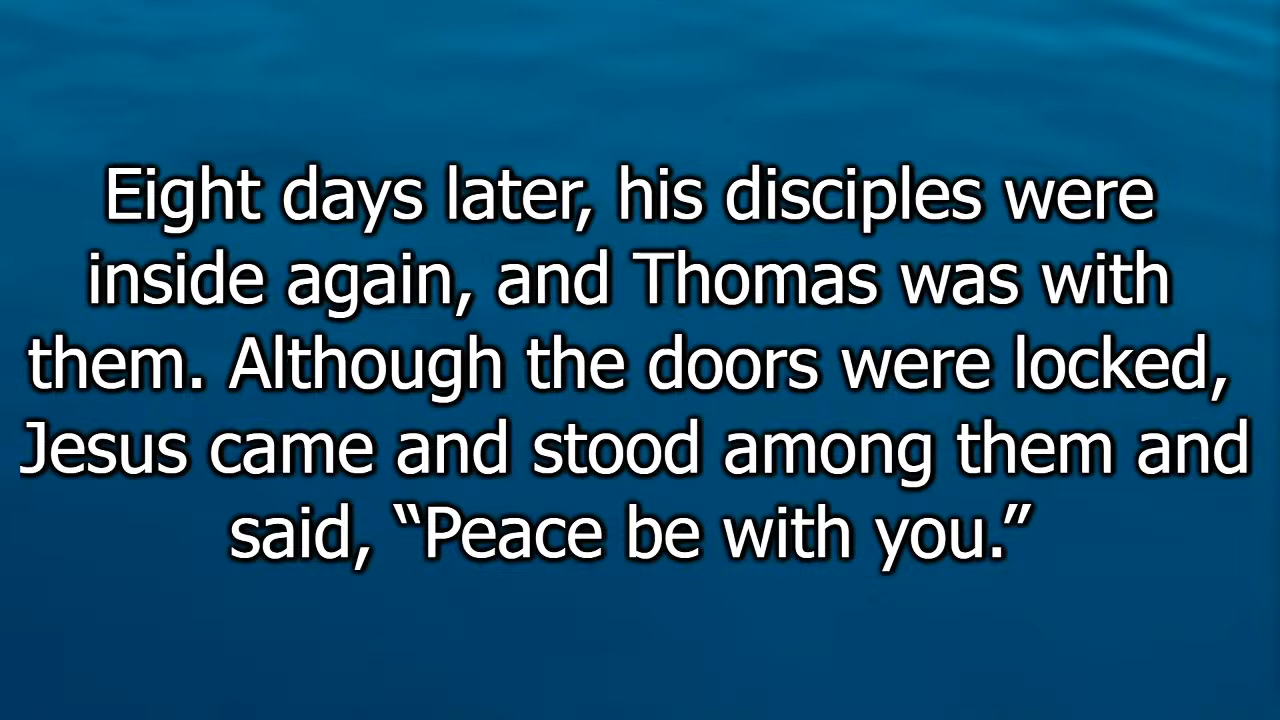 Eight days later, his disciples were
inside again, and Thomas was with
them. Although the doors were locked,
Jesus came and stood among them and
said, “Peace be with you.”